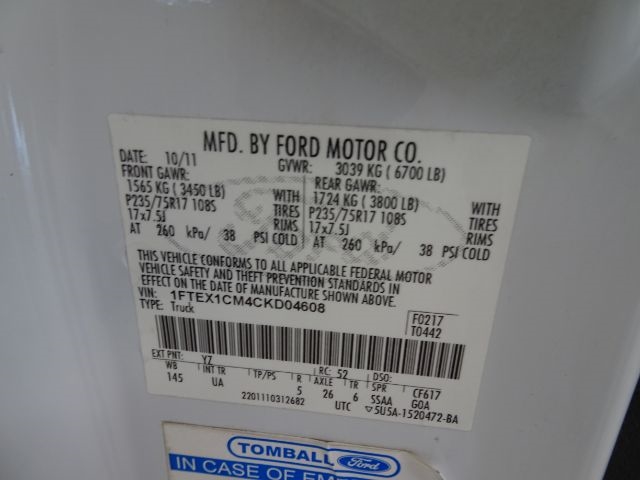 MFD. BY FORD MOTOR CO.
DATE: 10/11 GVWR: 3039 KG (6700 LB)
FRONT GAWR: REAR GAWR:
1565 KG (3450 LB) WITH 1724 KG (3800 LB) WITH
P235/75R17 108S TIRES P235/75R17 108S TIRES
17x7.5J RIMS 17x7.5J RIMS
AT 260 kPa/ 38 PSI COLD AT 260 kPa/ 38 PSI COLD
THIS VEHICLE CONFORMS TO ALL APPLICABLE FEDERAL MOTOR
VEHICLE SAFETY AND THEFT PREVENTION STANDARDS IN
EFFECT ON THE DATE OF MANUFACTURE SHOWN ABOVE.
VIN: 1FTEX1CM4CKD04608 F0217
TYPE: Truck T0442
EXT PNT: YZ RC: 52 DSO:
WB INT TR TP/PS R AXLE TR SPR CF617
145 UA 5 26 6 5SAA GOA
2201110312682 UTC ▽5U5A-1520472-BA
TOMBALL Ford
IN CASE OF